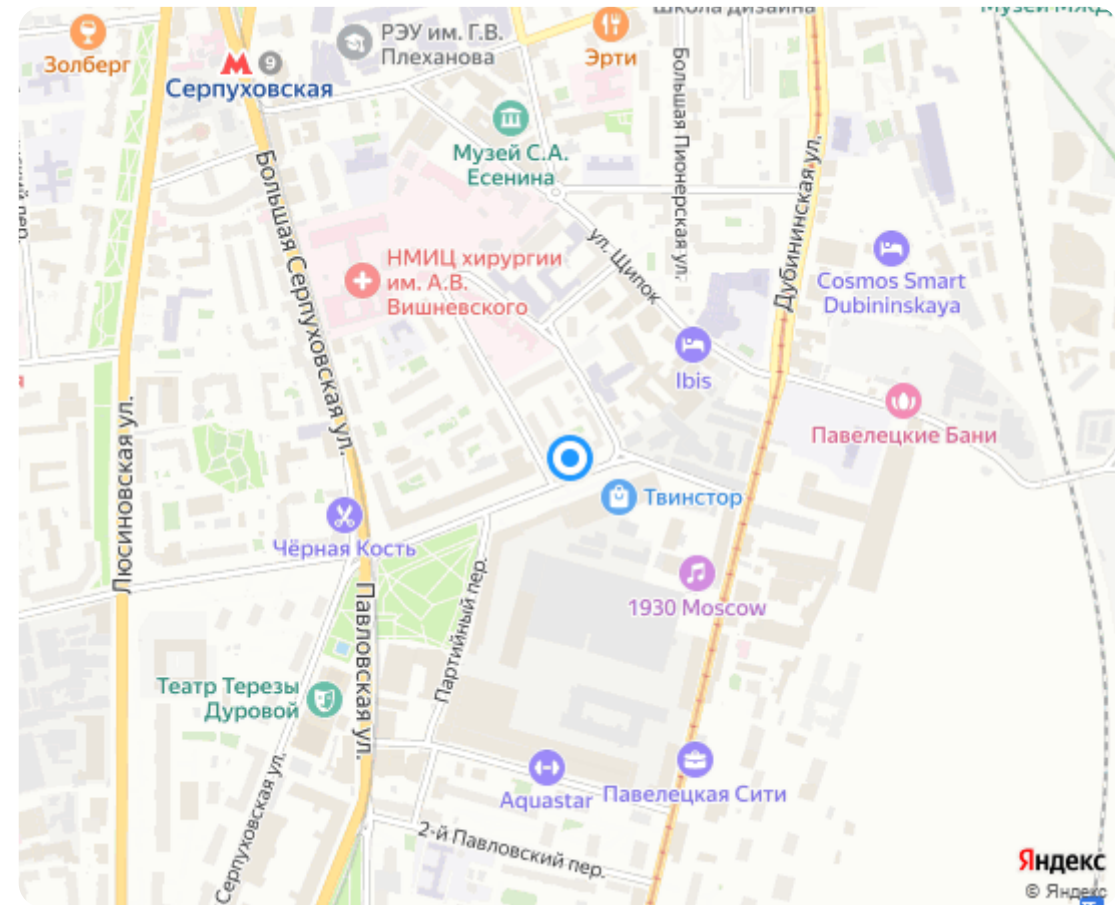 Школа дизайна
Золберг
РЭУ им. Г.В.
Плеханова
Эрти
М 9
Серпуховская
Музей С.А.
Есенина
Большая Пионерская ул.
Дубининская ул.
Большая Серпуховская ул.
ул. Щипок
НМИЦ хирургии
им. А.В.
Вишневского
Cosmos Smart
Dubininskaya
Ibis
Павелецкие Бани
Люсиновская ул.
Твинстор
Чёрная Кость
1930 Moscow
Павловская ул.
Партийный пер.
Театр Терезы
Дуровой
Aquastar
Павелецкая Сити
Серпуховская ул.
2-й Павловский пер.
Яндекс
© Яндекс